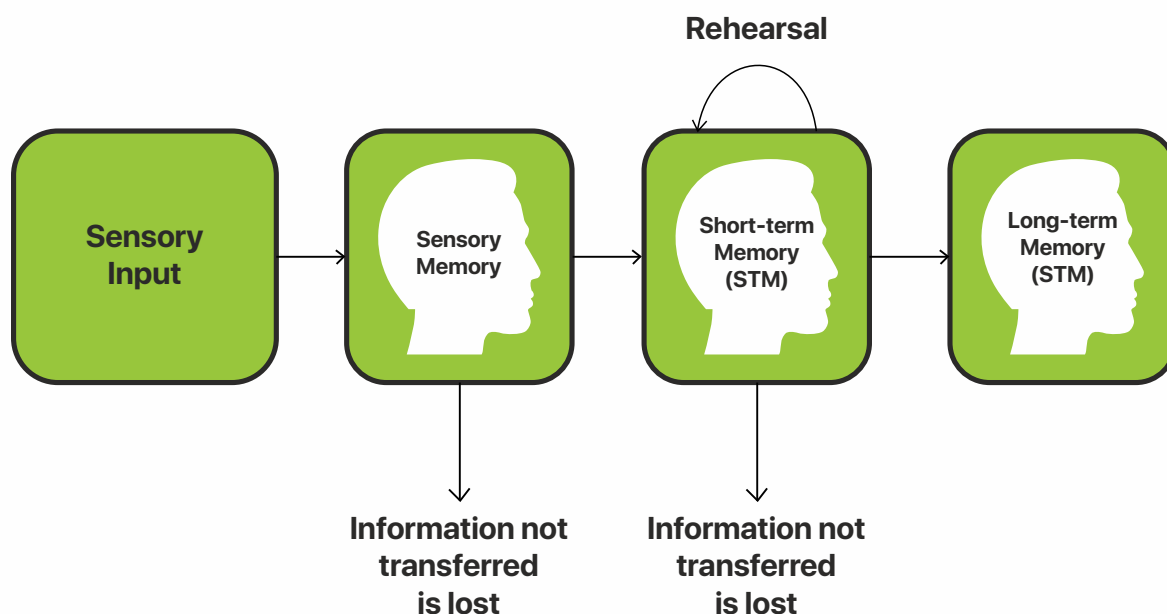 Rehearsal
Sensory
Input
Sensory
Memory
Short-term
Memory
(STM)
Long-term
Memory
(STM)
Information not
transferred
is lost
Information not
transferred
is lost